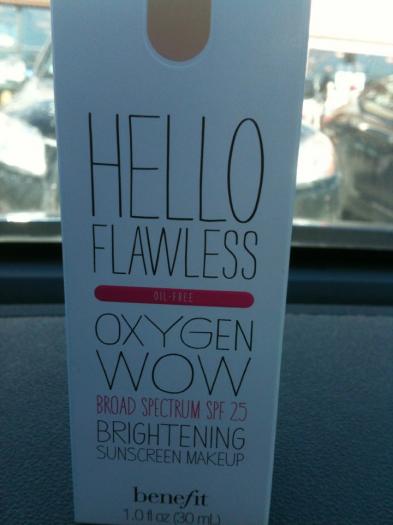 HELLO
FLAWLESS
OIL-FREE
OXYGEN
WOW
BROAD SPECTRUM SPF 25
BRIGHTENING
SUNSCREEN MAKEUP
benefit
1.0 fl oz (30 mL)